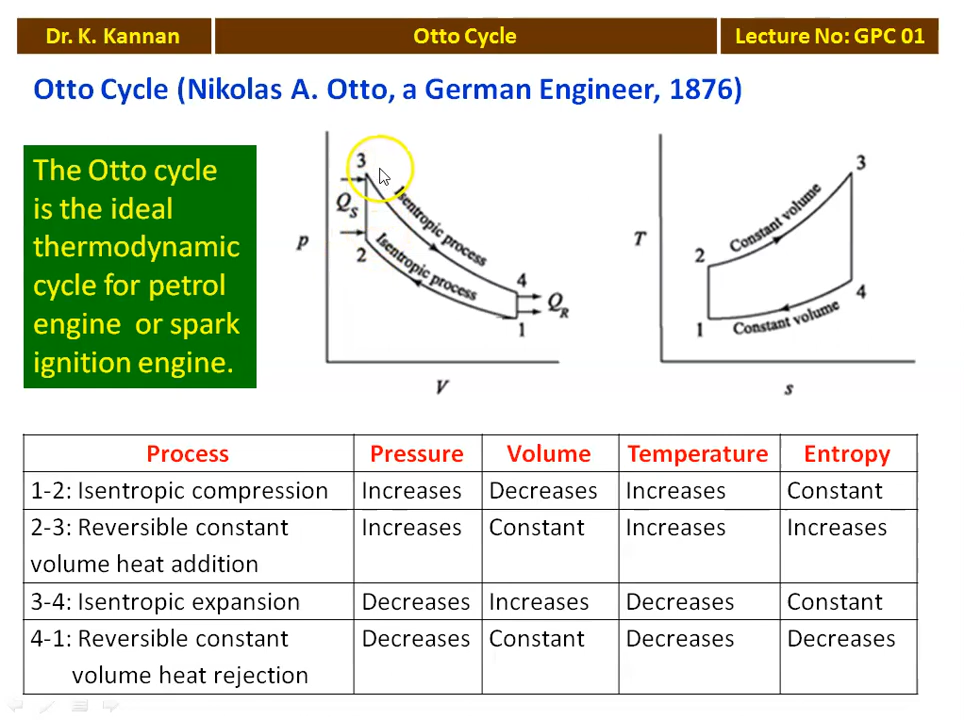 Dr. K. Kannan
Otto Cycle
Lecture No: GPC 01
Otto Cycle (Nikolas A. Otto, a German Engineer, 1876)
The Otto cycle
is the ideal
thermodynamic
cycle for petrol
engine or spark
ignition engine.
3
Qs
p
2
Isentropic process
Isentropic process
4
QR
1
V
T
3
2
Constant volume
4
1
Constant volume
s
Process Pressure Volume Temperature Entropy
1-2: Isentropic compression Increases Decreases Increases Constant
2-3: Reversible constant Increases Constant Increases Increases
volume heat addition
3-4: Isentropic expansion Decreases Increases Decreases Constant
4-1: Reversible constant Decreases Constant Decreases Decreases
volume heat rejection